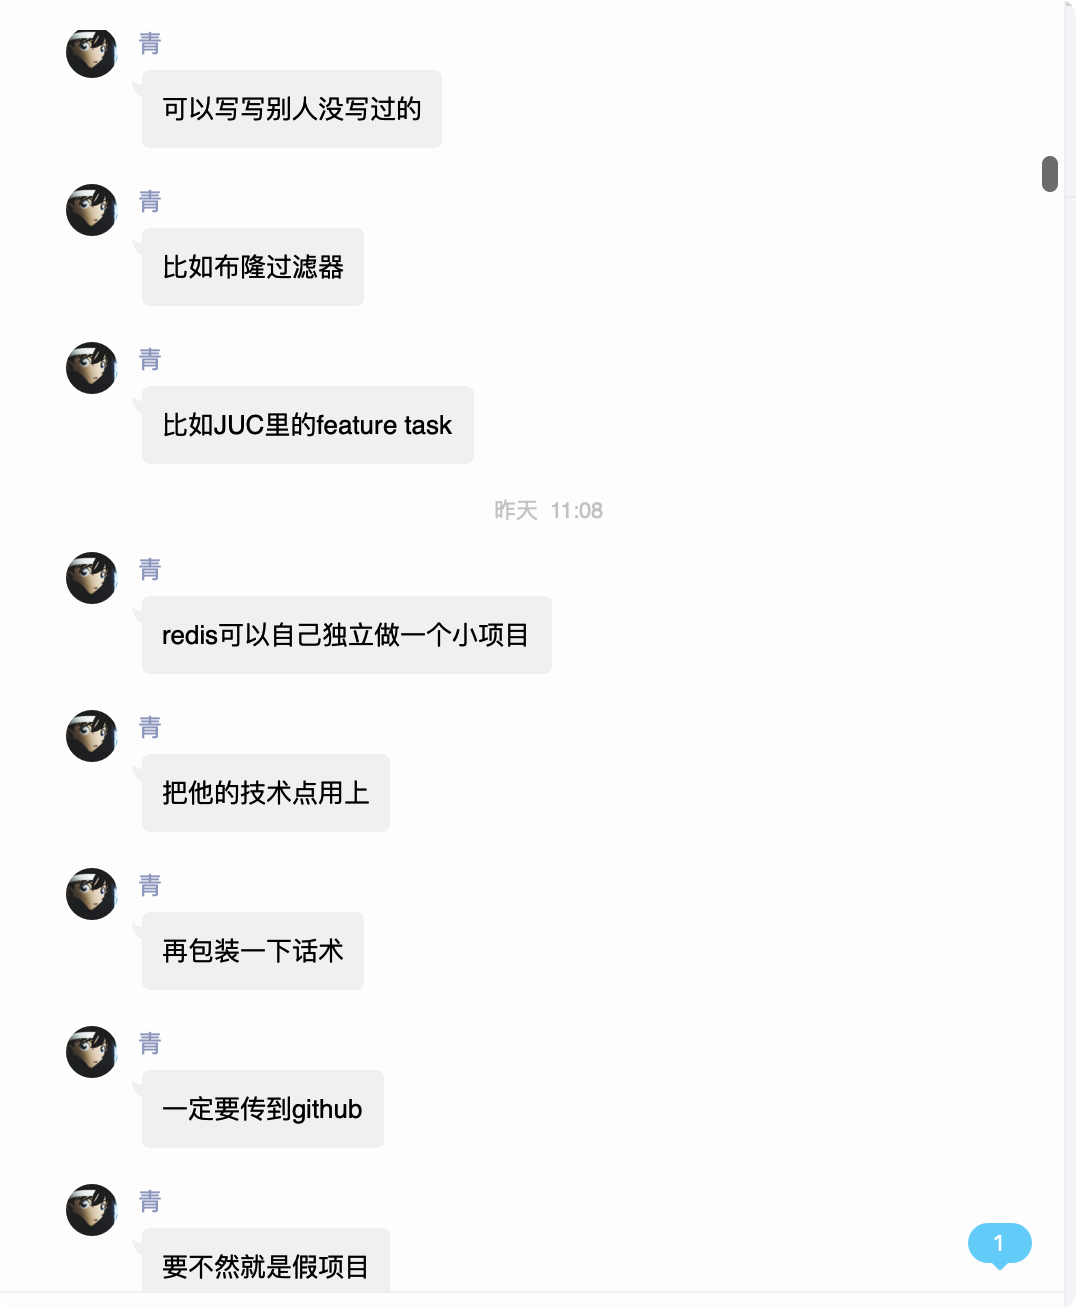 青
可以写写别人没写过的
青
比如布隆过滤器
青
比如JUC里的feature task
昨天 11:08
青
redis可以自己独立做一个小项目
青
把他的技术点用上
青
再包装一下话术
青
一定要传到github
青
要不然就是假项目
1